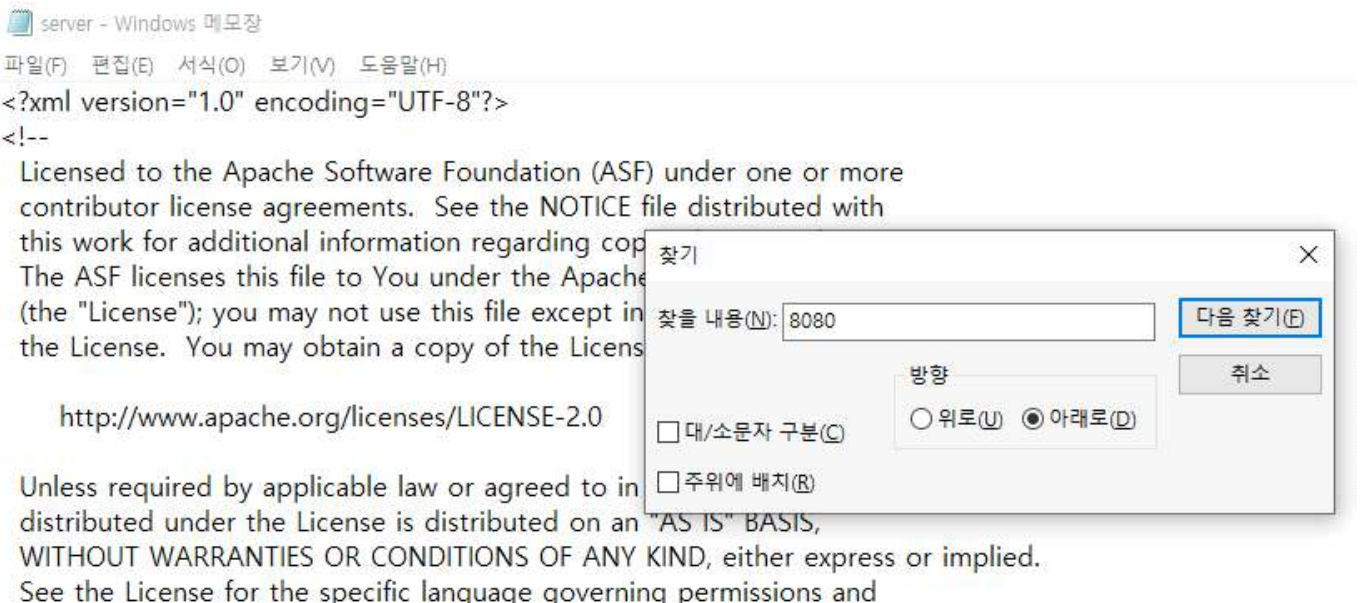 server - Windows 메모장
파일(F) 편집(E) 서식(O) 보기(V) 도움말(H)
<?xml version="1.0" encoding="UTF-8"?>
<!--
Licensed to the Apache Software Foundation (ASF) under one or more
contributor license agreements.  See the NOTICE file distributed with
this work for additional information regarding
The ASF licenses this file to You under the Apache
(the "License"); you may not use this file except in
the License.  You may obtain a copy of the
http://www.apache.org/licenses/LICENSE-2.0
Unless required by applicable law or agreed to in
distributed under the License is distributed on an "AS IS" BASIS,
WITHOUT WARRANTIES OR CONDITIONS OF ANY KIND, either express or implied.
See the License for the specific language governing permissions and
찾기
찾을 내용(N): 8080
다음 찾기(F)
방향
취소
위로(U) 아래로(D)
대/소문자 구분(C)
주위에 배치(R)